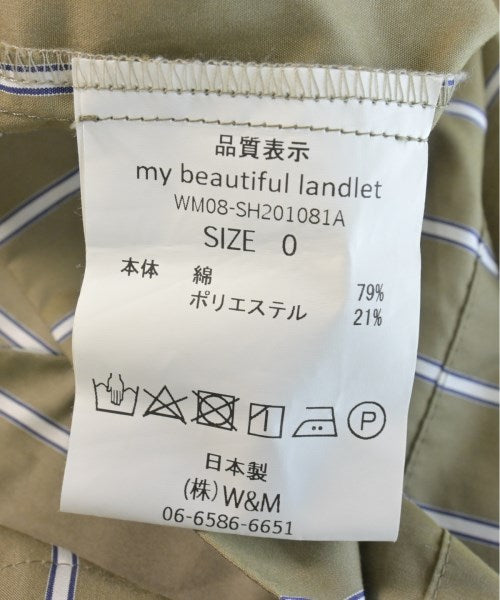 品質表示
my beautiful landlet
WM08-SH201081A
SIZE 0
本体 綿 79%
ポリエステル 21%
P
日本製
(株) W&M
06-6586-6651